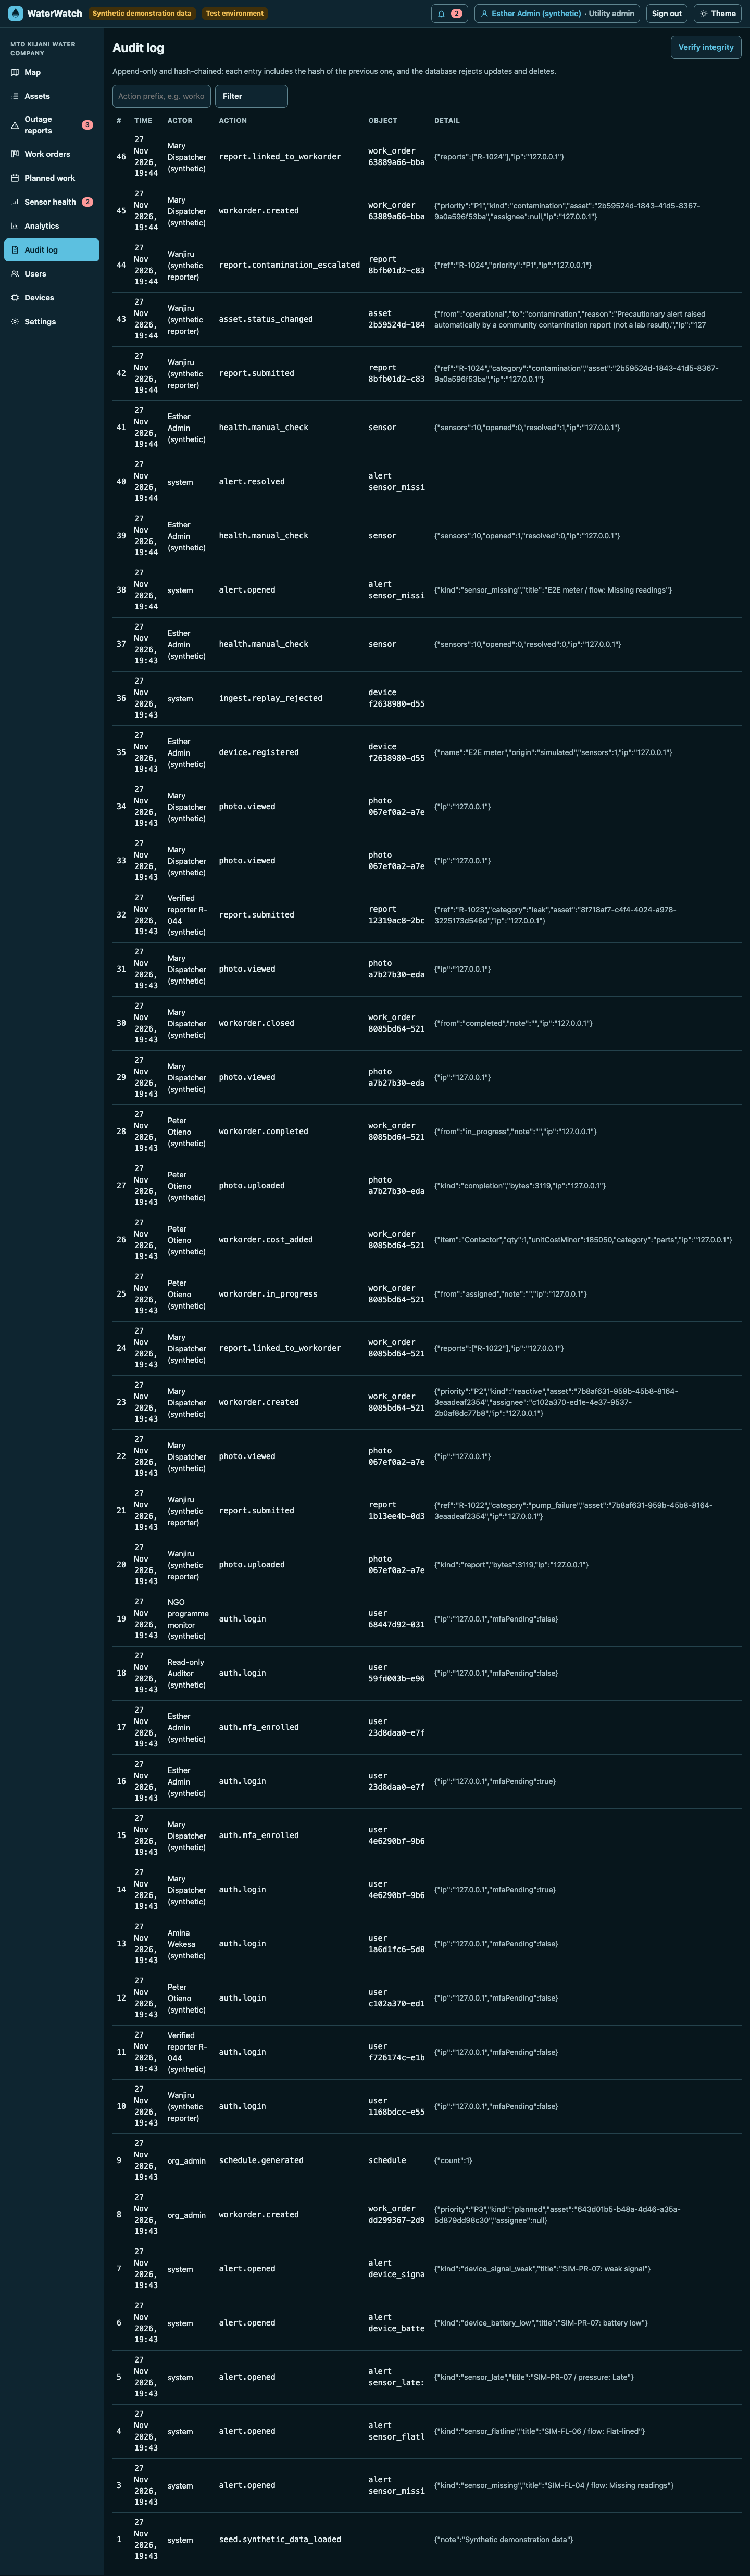 WaterWatch
Synthetic demonstration data
Test environment
2
Esther Admin (synthetic) · Utility admin
Sign out
Theme
MTO KIJANI WATER
COMPANY
Map
Assets
Outage
reports
3
Work orders
Planned work
Sensor health
2
Analytics
Audit log
Users
Devices
Settings
Audit log
Verify integrity
Append-only and hash-chained: each entry includes the hash of the previous one, and the database rejects updates and deletes.
Action prefix, e.g. worko
Filter
# TIME ACTOR ACTION OBJECT DETAIL
46 27 Nov 2026, 19:44 Mary Dispatcher (synthetic) report.linked_to_workorder work_order 63889a66-bba {"reports":["R-1024"],"ip":"127.0.0.1"}
45 27 Nov 2026, 19:44 Mary Dispatcher (synthetic) workorder.created work_order 63889a66-bba {"priority":"P1","kind":"contamination","asset":"2b59524d-1843-41d5-8367-9a0a596f53ba","assignee":null,"ip":"127.0.0.1"}
44 27 Nov 2026, 19:44 Wanjiru (synthetic reporter) report.contamination_escalated report 8bfb01d2-c83 {"ref":"R-1024","priority":"P1","ip":"127.0.0.1"}
43 27 Nov 2026, 19:44 Wanjiru (synthetic reporter) asset.status_changed asset 2b59524d-184 {"from":"operational","to":"contamination","reason":"Precautionary alert raised automatically by a community contamination report (not a lab result).","ip":"127
42 27 Nov 2026, 19:44 Wanjiru (synthetic reporter) report.submitted report 8bfb01d2-c83 {"ref":"R-1024","category":"contamination","asset":"2b59524d-1843-41d5-8367-9a0a596f53ba","ip":"127.0.0.1"}
41 27 Nov 2026, 19:44 Esther Admin (synthetic) health.manual_check sensor {"sensors":10,"opened":0,"resolved":1,"ip":"127.0.0.1"}
40 27 Nov 2026, 19:44 system alert.resolved alert sensor_missi
39 27 Nov 2026, 19:44 Esther Admin (synthetic) health.manual_check sensor {"sensors":10,"opened":1,"resolved":0,"ip":"127.0.0.1"}
38 27 Nov 2026, 19:44 system alert.opened alert sensor_missi {"kind":"sensor_missing","title":"E2E meter / flow: Missing readings"}
37 27 Nov 2026, 19:43 Esther Admin (synthetic) health.manual_check sensor {"sensors":10,"opened":0,"resolved":0,"ip":"127.0.0.1"}
36 27 Nov 2026, 19:43 system ingest.replay_rejected device f2638980-d55
35 27 Nov 2026, 19:43 Esther Admin (synthetic) device.registered device f2638980-d55 {"name":"E2E meter","origin":"simulated","sensors":1,"ip":"127.0.0.1"}
34 27 Nov 2026, 19:43 Mary Dispatcher (synthetic) photo.viewed photo 067ef0a2-a7e {"ip":"127.0.0.1"}
33 27 Nov 2026, 19:43 Mary Dispatcher (synthetic) photo.viewed photo 067ef0a2-a7e {"ip":"127.0.0.1"}
32 27 Nov 2026, 19:43 Verified reporter R-044 (synthetic) report.submitted report 12319ac8-2bc {"ref":"R-1023","category":"leak","asset":"8f718af7-c4f4-4024-a978-3225173d546d","ip":"127.0.0.1"}
31 27 Nov 2026, 19:43 Mary Dispatcher (synthetic) photo.viewed photo a7b27b30-eda {"ip":"127.0.0.1"}
30 27 Nov 2026, 19:43 Mary Dispatcher (synthetic) workorder.closed work_order 8085bd64-521 {"from":"completed","note":"","ip":"127.0.0.1"}
29 27 Nov 2026, 19:43 Mary Dispatcher (synthetic) photo.viewed photo a7b27b30-eda {"ip":"127.0.0.1"}
28 27 Nov 2026, 19:43 Peter Otieno (synthetic) workorder.completed work_order 8085bd64-521 {"from":"in_progress","note":"","ip":"127.0.0.1"}
27 27 Nov 2026, 19:43 Peter Otieno (synthetic) photo.uploaded photo a7b27b30-eda {"kind":"completion","bytes":3119,"ip":"127.0.0.1"}
26 27 Nov 2026, 19:43 Peter Otieno (synthetic) workorder.cost_added work_order 8085bd64-521 {"item":"Contactor","qty":1,"unitCostMinor":185050,"category":"parts","ip":"127.0.0.1"}
25 27 Nov 2026, 19:43 Peter Otieno (synthetic) workorder.in_progress work_order 8085bd64-521 {"from":"assigned","note":"","ip":"127.0.0.1"}
24 27 Nov 2026, 19:43 Mary Dispatcher (synthetic) report.linked_to_workorder work_order 8085bd64-521 {"reports":["R-1022"],"ip":"127.0.0.1"}
23 27 Nov 2026, 19:43 Mary Dispatcher (synthetic) workorder.created work_order 8085bd64-521 {"priority":"P2","kind":"reactive","asset":"7b8af631-959b-45b8-8164-3eaadeaf2354","assignee":"c102a370-ed1e-4e37-9537-2b0af8dc77b8","ip":"127.0.0.1"}
22 27 Nov 2026, 19:43 Mary Dispatcher (synthetic) photo.viewed photo 067ef0a2-a7e {"ip":"127.0.0.1"}
21 27 Nov 2026, 19:43 Wanjiru (synthetic reporter) report.submitted report 1b13ee4b-0d3 {"ref":"R-1022","category":"pump_failure","asset":"7b8af631-959b-45b8-8164-3eaadeaf2354","ip":"127.0.0.1"}
20 27 Nov 2026, 19:43 Wanjiru (synthetic reporter) photo.uploaded photo 067ef0a2-a7e {"kind":"report","bytes":3119,"ip":"127.0.0.1"}
19 27 Nov 2026, 19:43 NGO programme monitor (synthetic) auth.login user 68447d92-031 {"ip":"127.0.0.1","mfaPending":false}
18 27 Nov 2026, 19:43 Read-only Auditor (synthetic) auth.login user 59fd003b-e96 {"ip":"127.0.0.1","mfaPending":false}
17 27 Nov 2026, 19:43 Esther Admin (synthetic) auth.mfa_enrolled user 23d8daa0-e7f
16 27 Nov 2026, 19:43 Esther Admin (synthetic) auth.login user 23d8daa0-e7f {"ip":"127.0.0.1","mfaPending":true}
15 27 Nov 2026, 19:43 Mary Dispatcher (synthetic) auth.mfa_enrolled user 4e6290bf-9b6
14 27 Nov 2026, 19:43 Mary Dispatcher (synthetic) auth.login user 4e6290bf-9b6 {"ip":"127.0.0.1","mfaPending":true}
13 27 Nov 2026, 19:43 Amina Wekesa (synthetic) auth.login user 1a6d1fc6-5d8 {"ip":"127.0.0.1","mfaPending":false}
12 27 Nov 2026, 19:43 Peter Otieno (synthetic) auth.login user c102a370-ed1 {"ip":"127.0.0.1","mfaPending":false}
11 27 Nov 2026, 19:43 Verified reporter R-044 (synthetic) auth.login user f726174c-e1b {"ip":"127.0.0.1","mfaPending":false}
10 27 Nov 2026, 19:43 Wanjiru (synthetic reporter) auth.login user 1168bdcc-e55 {"ip":"127.0.0.1","mfaPending":false}
9 27 Nov 2026, 19:43 org_admin schedule.generated schedule {"count":1}
8 27 Nov 2026, 19:43 org_admin workorder.created work_order dd299367-2d9 {"priority":"P3","kind":"planned","asset":"643d01b5-b48a-4d46-a35a-5d879dd98c30","assignee":null}
7 27 Nov 2026, 19:43 system alert.opened alert device_signa {"kind":"device_signal_weak","title":"SIM-PR-07: weak signal"}
6 27 Nov 2026, 19:43 system alert.opened alert device_batte {"kind":"device_battery_low","title":"SIM-PR-07: battery low"}
5 27 Nov 2026, 19:43 system alert.opened alert sensor_late: {"kind":"sensor_late","title":"SIM-PR-07 / pressure: Late"}
4 27 Nov 2026, 19:43 system alert.opened alert sensor_flatl {"kind":"sensor_flatline","title":"SIM-FL-06 / flow: Flat-lined"}
3 27 Nov 2026, 19:43 system alert.opened alert sensor_missi {"kind":"sensor_missing","title":"SIM-FL-04 / flow: Missing readings"}
1 27 Nov 2026, 19:43 system seed.synthetic_data_loaded {"note":"Synthetic demonstration data"}